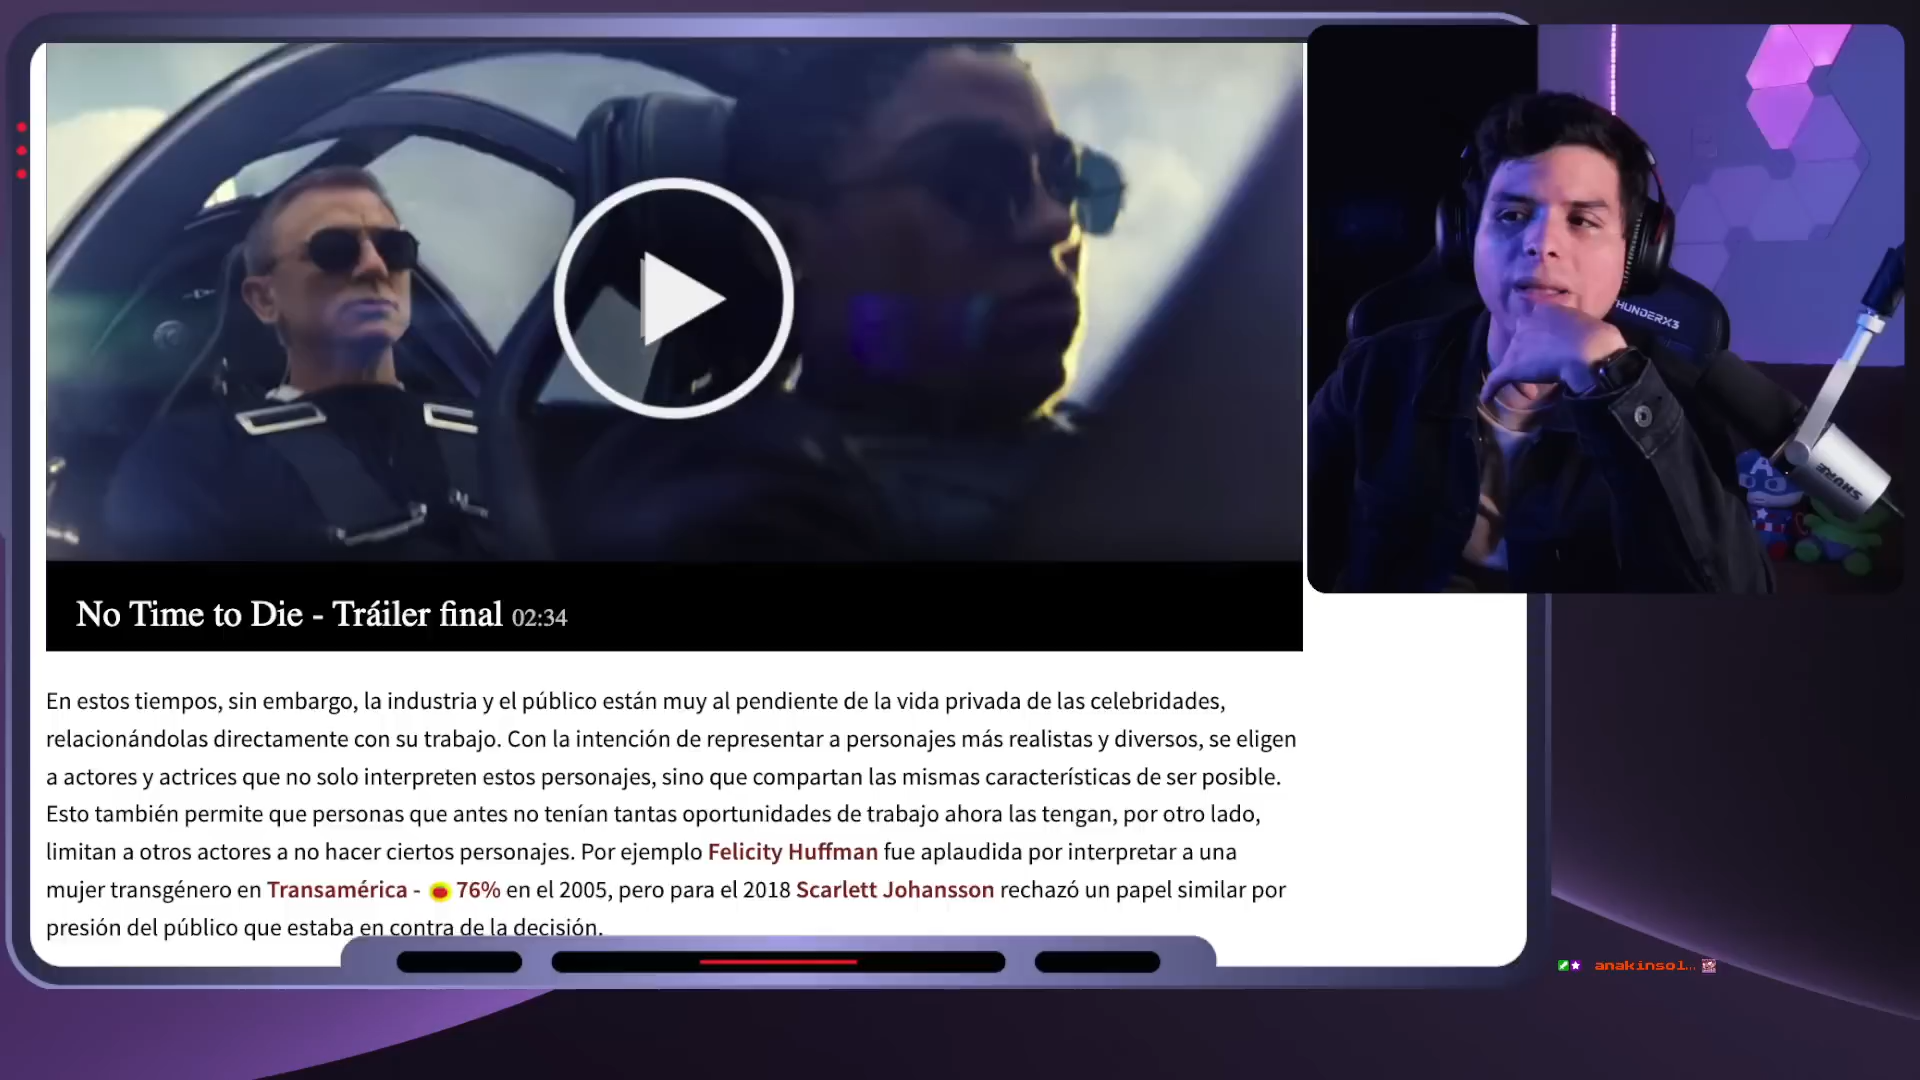 No Time to Die - Tráiler final 02:34
En estos tiempos, sin embargo, la industria y el público están muy al pendiente de la vida privada de las celebridades,
relacionándolas directamente con su trabajo. Con la intención de representar a personajes más realistas y diversos, se eligen
a actores y actrices que no solo interpreten estos personajes, sino que compartan las mismas características de ser posible.
Esto también permite que personas que antes no tenían tantas oportunidades de trabajo ahora las tengan, por otro lado,
limitan a otros actores a no hacer ciertos personajes. Por ejemplo Felicity Huffman fue aplaudida por interpretar a una
mujer transgénero en Transamérica - 76% en el 2005, pero para el 2018 Scarlett Johansson rechazó un papel similar por
presión del público que estaba en contra de la decisión.
THUNDERX3
SHURE
anakinsol...